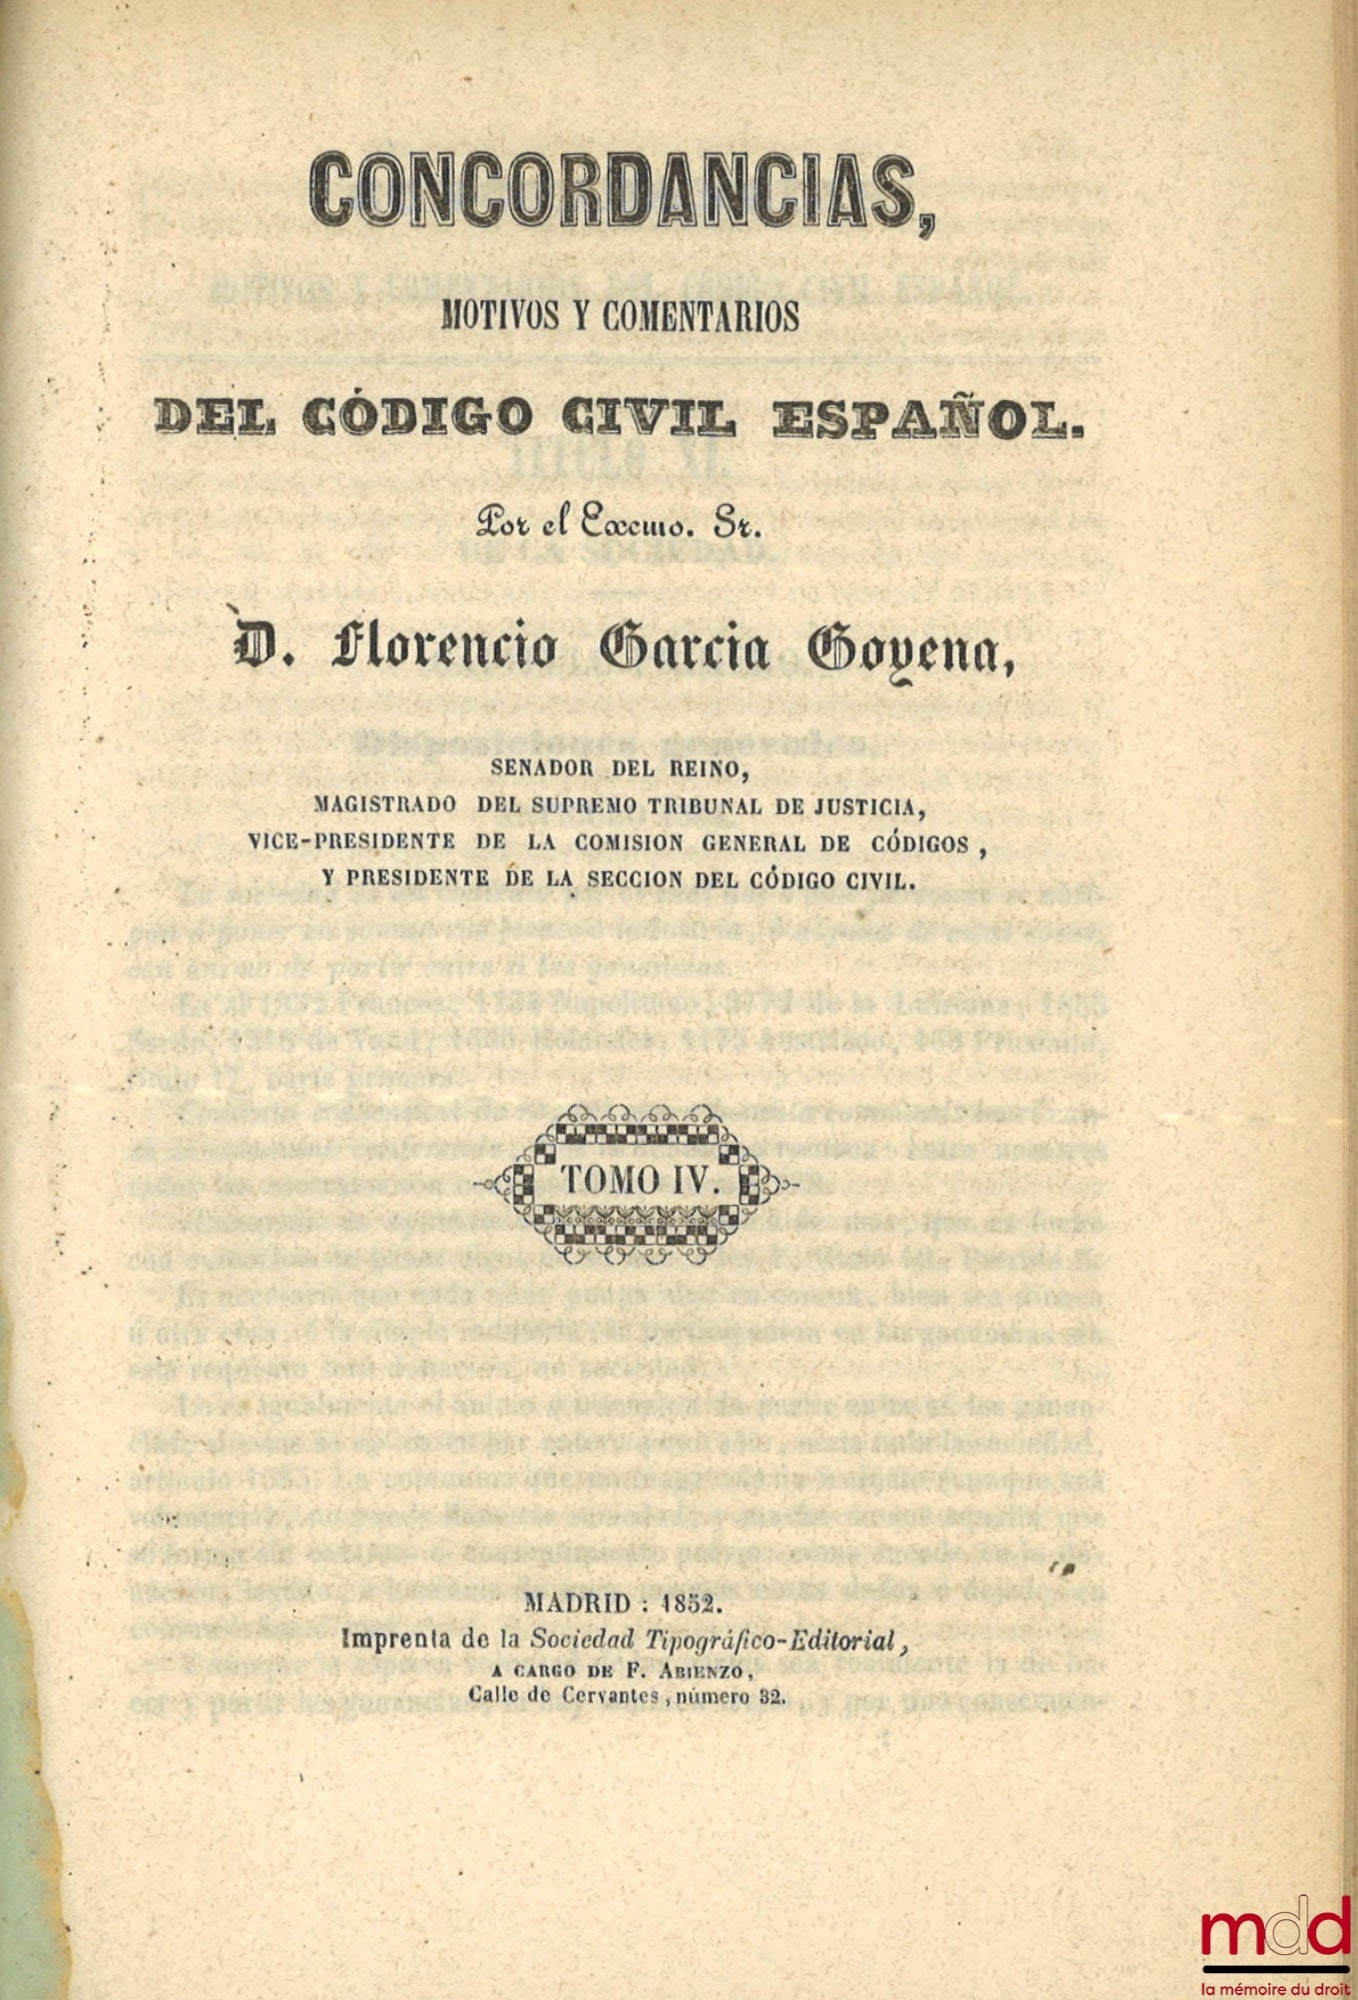 CONCORDANCIAS,
MOTIVOS Y COMENTARIOS
DEL CÓDIGO CIVIL ESPAÑOL.
Por el Excmo. Sr.
D. Florencio Garcia Goyena,
SENADOR DEL REINO,
MAGISTRADO DEL SUPREMO TRIBUNAL DE JUSTICIA,
VICE-PRESIDENTE DE LA COMISION GENERAL DE CÓDIGOS,
Y PRESIDENTE DE LA SECCION DEL CÓDIGO CIVIL.
TOMO IV.
MADRID: 1852.
Imprenta de la Sociedad Tipográfico-Editorial,
A CARGO DE F. ABIENZO,
Calle de Cervantes, número 32.
mdd
la mémoire du droit